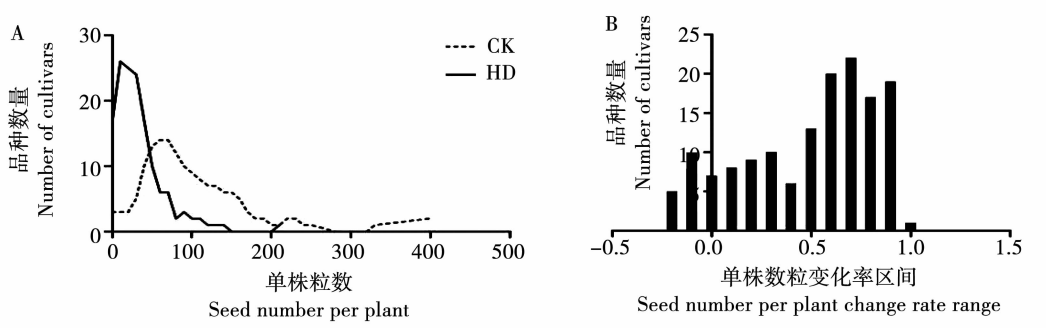 A
30
20
10
0
品种数量
Number of cultivars
CK
HD
0
100
200
300
400
500
单株粒数
Seed number per plant
B
25
20
15
10
5
品种数量
Number of cultivars
-0.5
0.0
0.5
1.0
1.5
单株数粒变化率区间
Seed number per plant change rate range